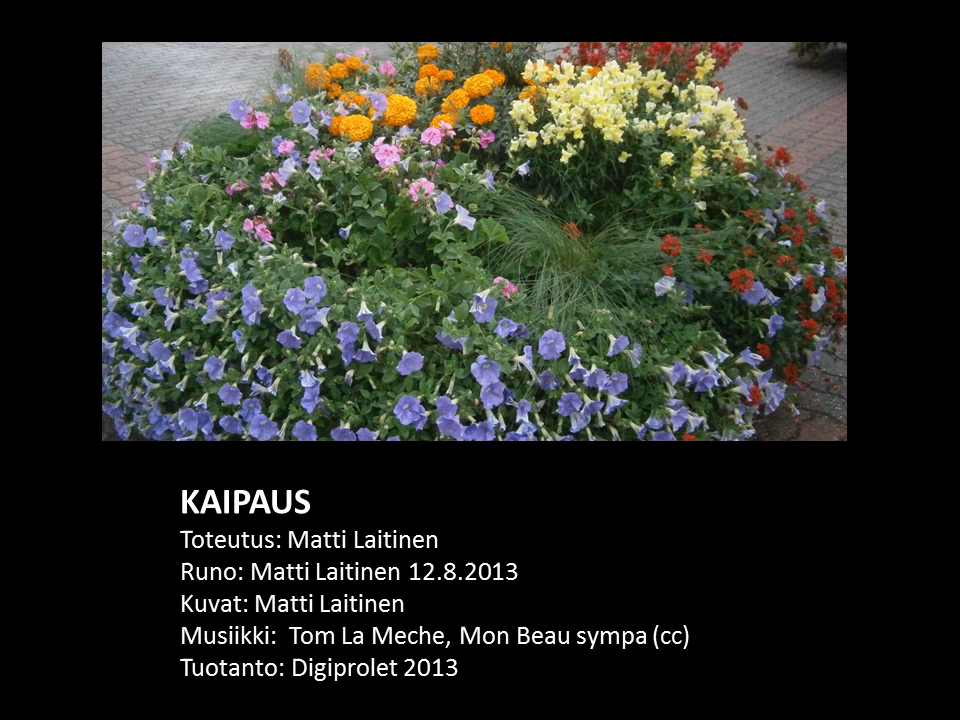 KAIPAUS
Toteutus: Matti Laitinen
Runo: Matti Laitinen 12.8.2013
Kuvat: Matti Laitinen
Musiikki:  Tom La Meche, Mon Beau sympa (cc)
Tuotanto: Digiprolet 2013